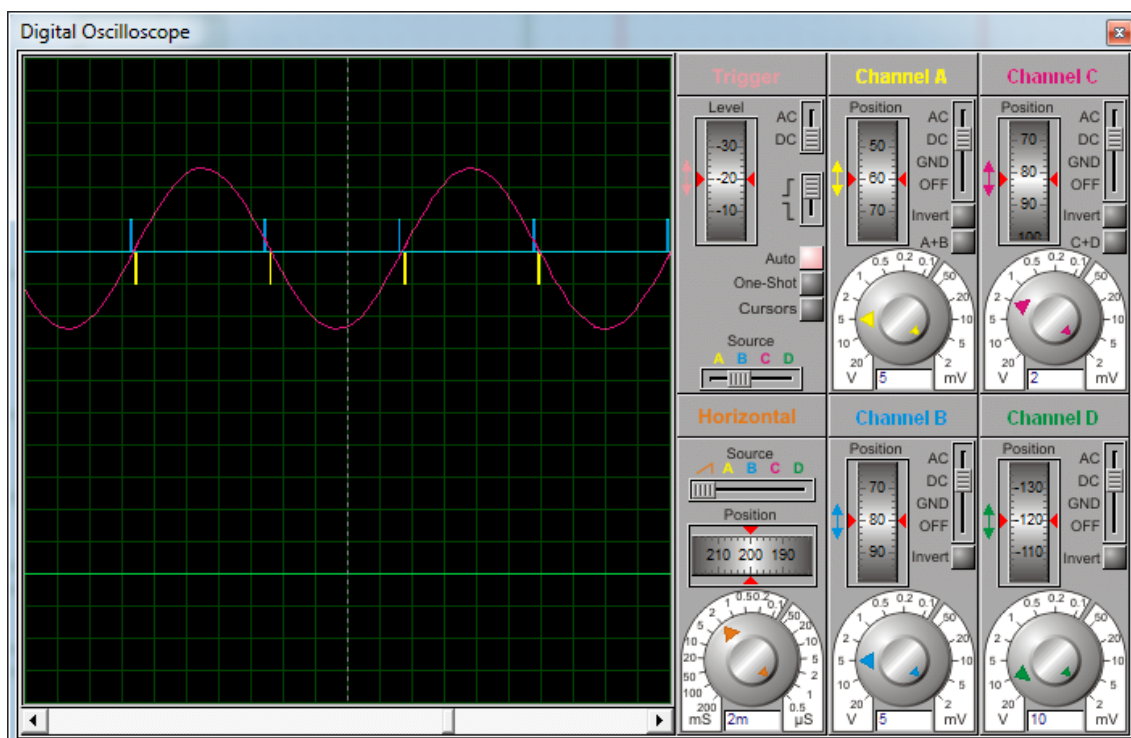 Digital Oscilloscope
Trigger
Level
AC
DC
-30
-20
-10
Auto
One-Shot
Cursors
Source
A B C D
Channel A
Position
AC
DC
GND
OFF
50
60
70
Invert
A+B
20 10 5 2 1 0.5 0.2 0.1 50 20 10 5 2
V
5
mV
Channel C
Position
AC
DC
GND
OFF
70
80
90
100
Invert
C+D
20 10 5 2 1 0.5 0.2 0.1 50 20 10 5 2
V
2
mV
Horizontal
Source
A B C D
Position
210 200 190
200 100 50 20 10 5 2 1 0.5 0.2 0.1 50 20 10 5 2 1 0.5
mS
2m
µS
Channel B
Position
AC
DC
GND
OFF
70
80
90
Invert
20 10 5 2 1 0.5 0.2 0.1 50 20 10 5 2
V
5
mV
Channel D
Position
AC
DC
GND
OFF
-130
-120
-110
Invert
20 10 5 2 1 0.5 0.2 0.1 50 20 10 5 2
V
10
mV